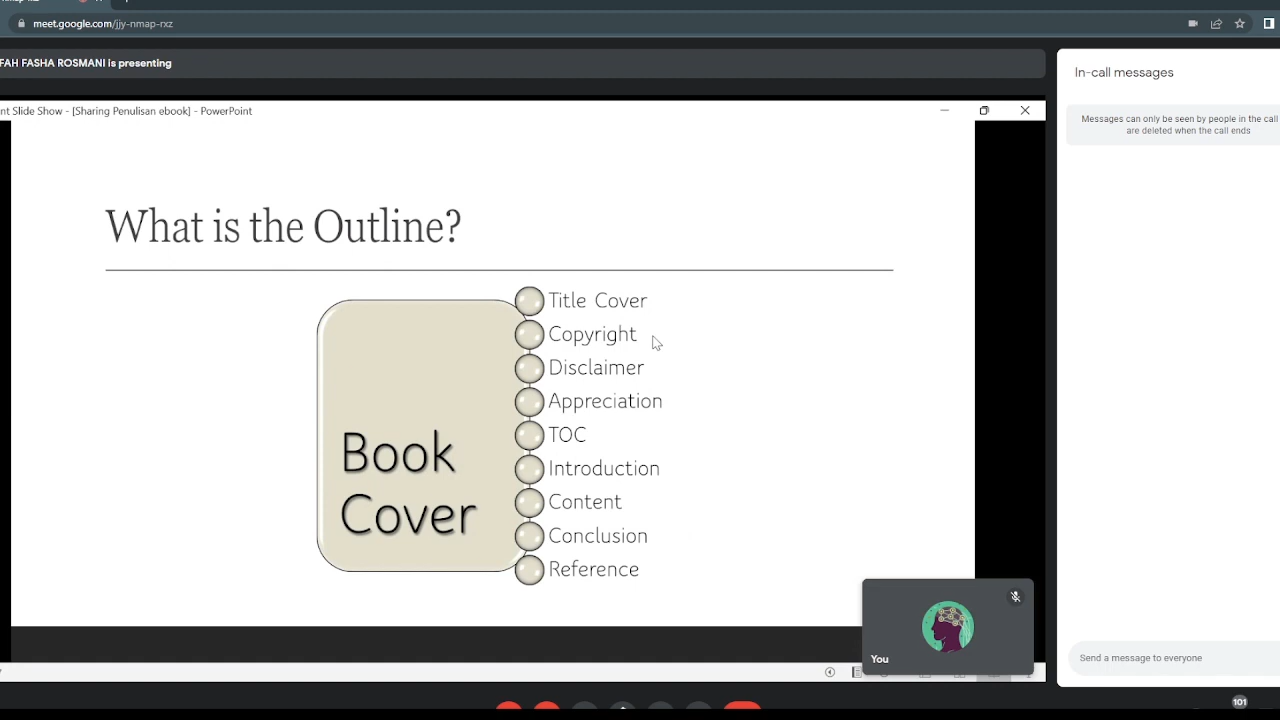 meet.google.com/jjy-nmap-rxz
FAH FASHA ROSMANI is presenting
In-call messages
Messages can only be seen by people in the call
are deleted when the call ends
nt Slide Show - [Sharing Penulisan ebook] - PowerPoint
What is the Outline?
Book
Cover
Title Cover
Copyright
Disclaimer
Appreciation
TOC
Introduction
Content
Conclusion
Reference
You
Send a message to everyone
101